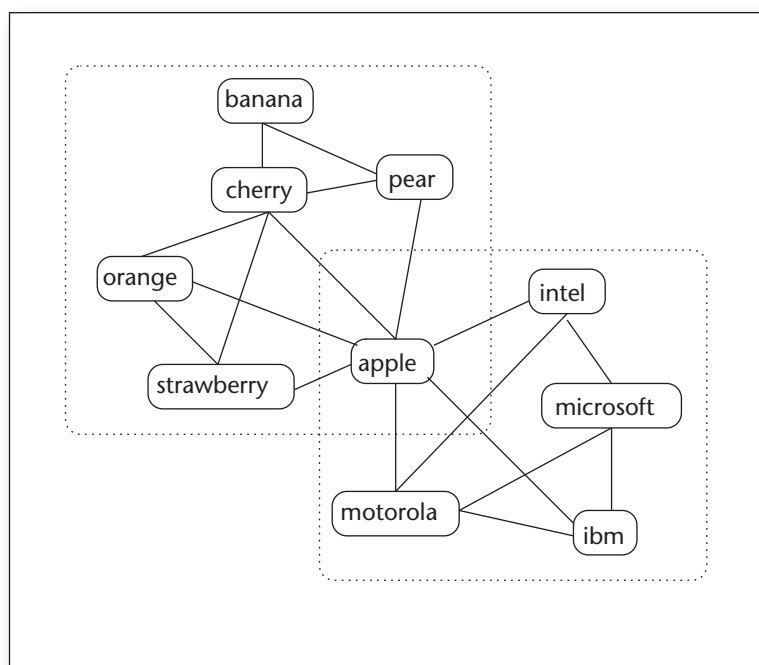 banana
cherry
pear
orange
intel
apple
strawberry
microsoft
motorola
ibm